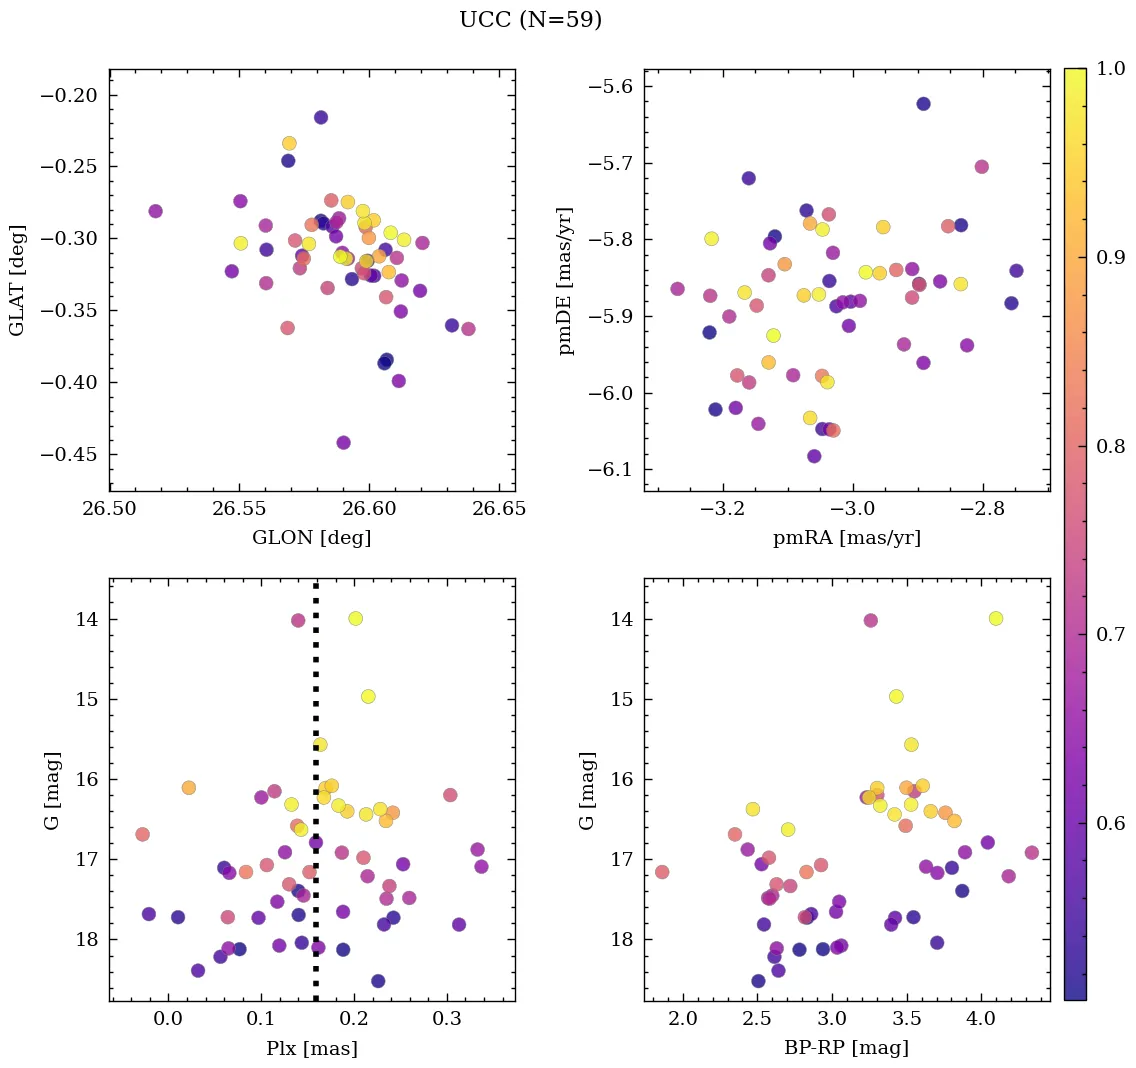 UCC (N=59)
−0.20
−0.25
−0.30
−0.35
−0.40
−0.45
GLAT [deg]
26.50 26.55 26.60 26.65
GLON [deg]
−5.6
−5.7
−5.8
−5.9
−6.0
−6.1
pmDE [mas/yr]
−3.2 −3.0 −2.8
pmRA [mas/yr]
1.0
0.9
0.8
0.7
0.6
14
15
16
17
18
G [mag]
0.0 0.1 0.2 0.3
Plx [mas]
14
15
16
17
18
G [mag]
2.0 2.5 3.0 3.5 4.0
BP-RP [mag]